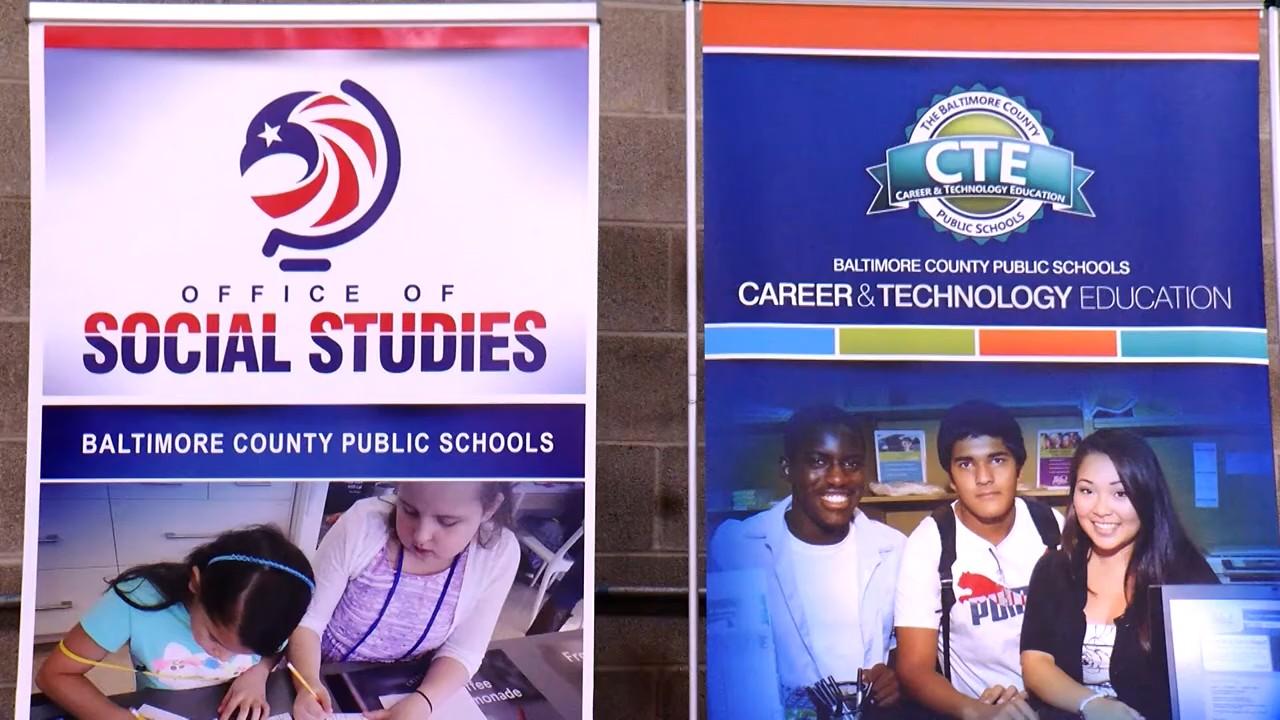 OFFICE OF
SOCIAL STUDIES
BALTIMORE COUNTY PUBLIC SCHOOLS
THE BALTIMORE COUNTY
CTE
CAREER & TECHNOLOGY EDUCATION
PUBLIC SCHOOLS
BALTIMORE COUNTY PUBLIC SCHOOLS
CAREER & TECHNOLOGY EDUCATION